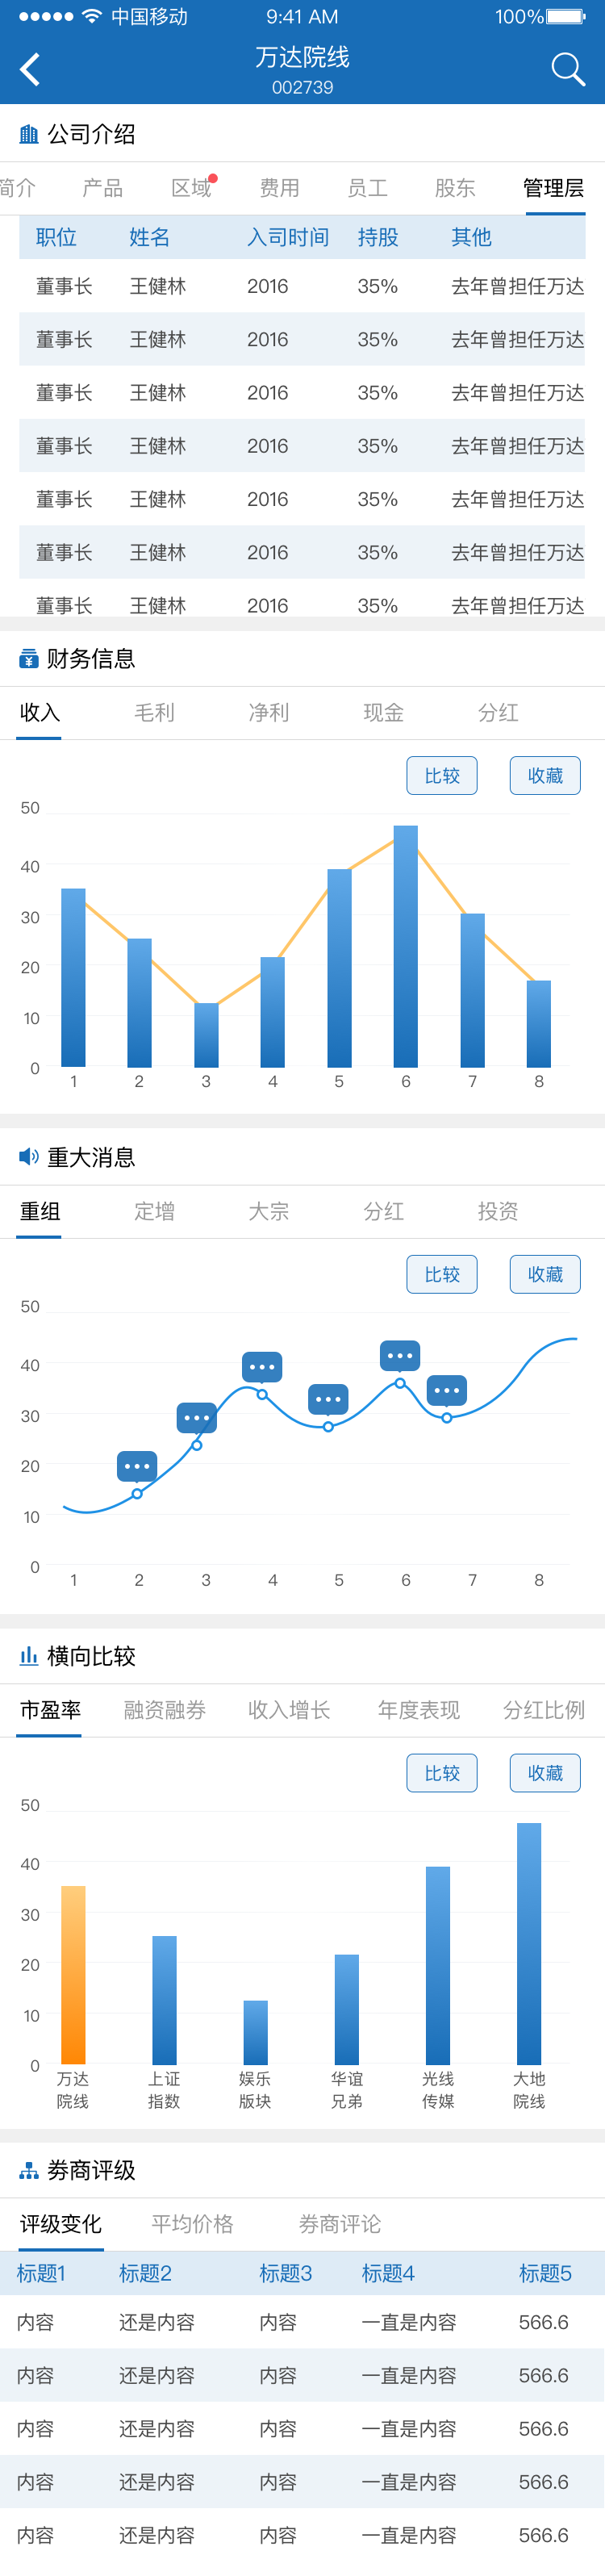 中国移动 9:41 AM 100%
万达院线
002739
公司介绍
简介 产品 区域 费用 员工 股东 管理层
职位 姓名 入司时间 持股 其他
董事长 王健林 2016 35% 去年曾担任万达
董事长 王健林 2016 35% 去年曾担任万达
董事长 王健林 2016 35% 去年曾担任万达
董事长 王健林 2016 35% 去年曾担任万达
董事长 王健林 2016 35% 去年曾担任万达
董事长 王健林 2016 35% 去年曾担任万达
董事长 王健林 2016 35% 去年曾担任万达
财务信息
收入 毛利 净利 现金 分红
比较 收藏
50
40
30
20
10
0
1 2 3 4 5 6 7 8
重大消息
重组 定增 大宗 分红 投资
比较 收藏
50
40
30
20
10
0
1 2 3 4 5 6 7 8
横向比较
市盈率 融资融券 收入增长 年度表现 分红比例
比较 收藏
50
40
30
20
10
0
万达 上证 娱乐 华谊 光线 大地
院线 指数 版块 兄弟 传媒 院线
券商评级
评级变化 平均价格 券商评论
标题1 标题2 标题3 标题4 标题5
内容 还是内容 内容 一直是内容 566.6
内容 还是内容 内容 一直是内容 566.6
内容 还是内容 内容 一直是内容 566.6
内容 还是内容 内容 一直是内容 566.6
内容 还是内容 内容 一直是内容 566.6